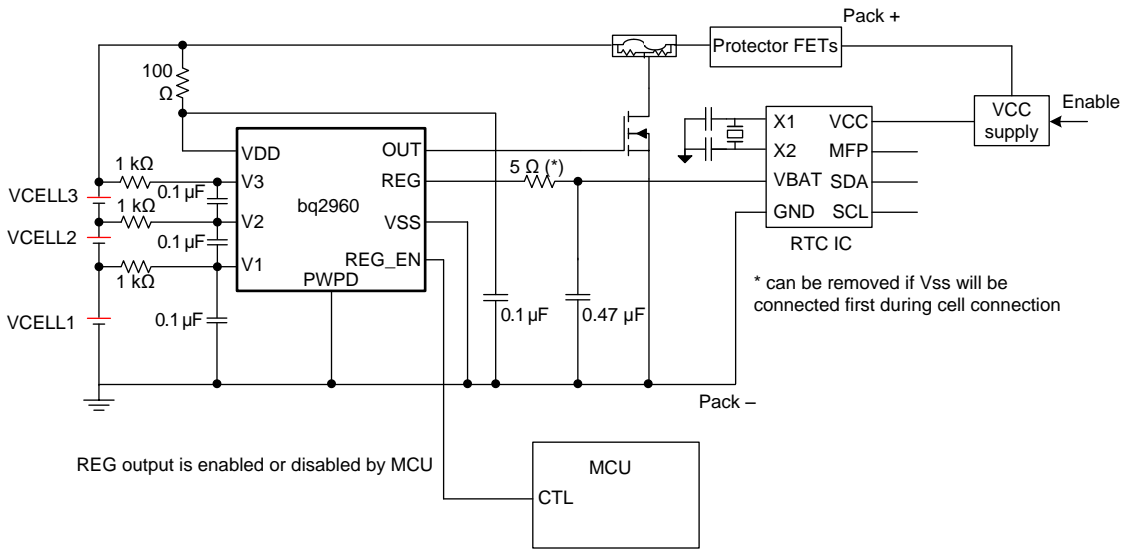 Pack +
Protector FETs
100
Ω
VCC
supply
Enable
X1
VCC
VDD
OUT
X2
MFP
1 kΩ
5 Ω (*)
V3
REG
VBAT
SDA
VCELL3
0.1 µF
bq2960
1 kΩ
V2
VSS
GND
SCL
VCELL2
0.1 µF
RTC IC
V1
REG_EN
1 kΩ
PWPD
* can be removed if Vss will be
connected first during cell connection
VCELL1
0.1 µF
0.1 µF
0.47 µF
Pack –
REG output is enabled or disabled by MCU
MCU
CTL